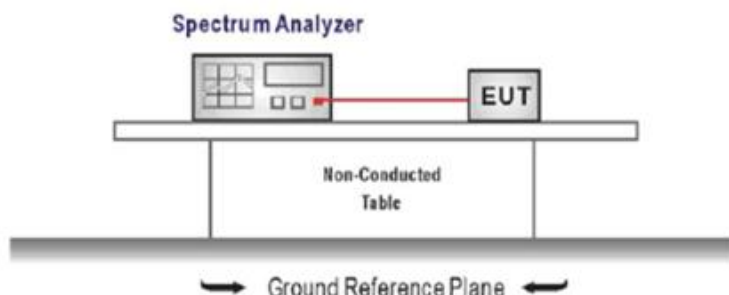 Spectrum Analyzer
EUT
Non-Conducted
Table
Ground Reference Plane